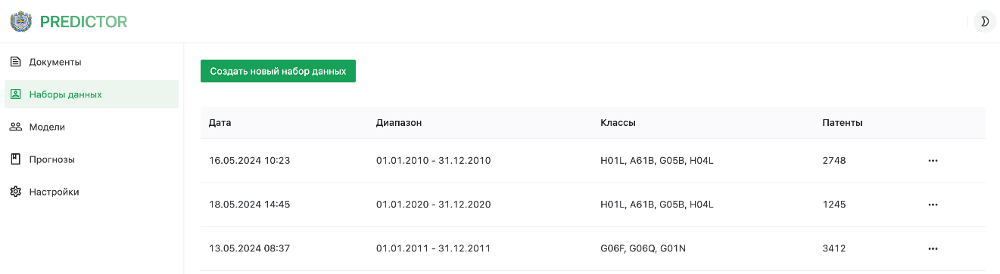 PREDICTOR
Документы
Наборы данных
Модели
Прогнозы
Настройки
Создать новый набор данных
Дата Диапазон Классы Патенты
16.05.2024 10:23 01.01.2010 - 31.12.2010 H01L, A61B, G05B, H04L 2748 ...
18.05.2024 14:45 01.01.2020 - 31.12.2020 H01L, A61B, G05B, H04L 1245 ...
13.05.2024 08:37 01.01.2011 - 31.12.2011 G06F, G06Q, G01N 3412 ...